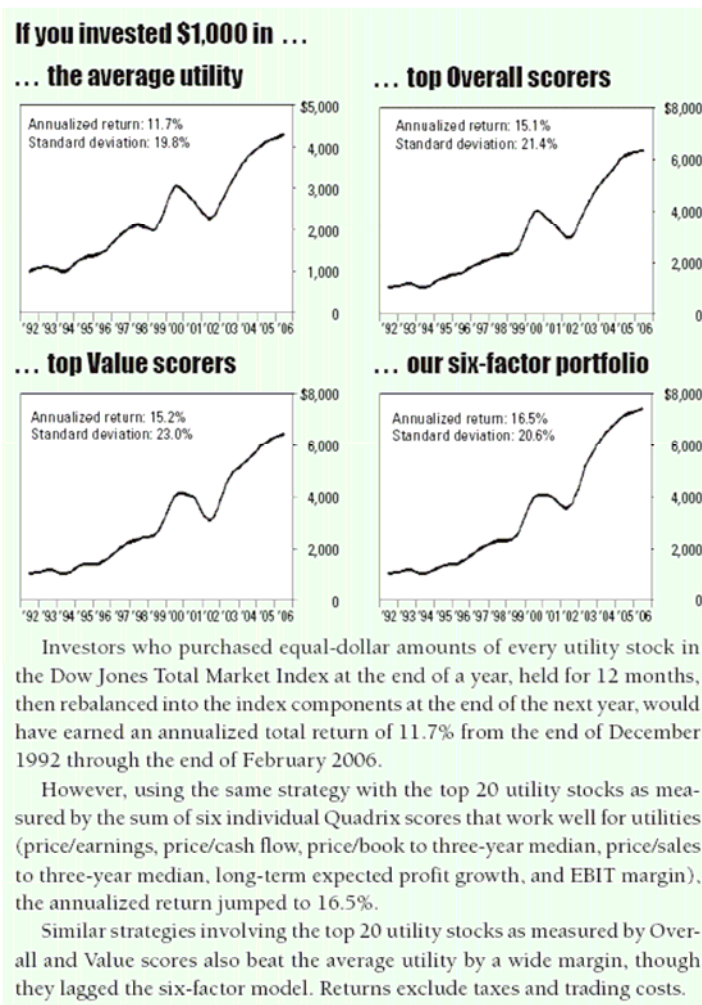 If you invested $1,000 in ...
... the average utility
Annualized return: 11.7%
Standard deviation: 19.8%
$5,000
4,000
3,000
2,000
1,000
0
'92 '93 '94 '95 '96 '97 '98 '99 '00 '01 '02 '03 '04 '05 '06
... top Overall scorers
Annualized return: 15.1%
Standard deviation: 21.4%
$8,000
6,000
4,000
2,000
0
'92 '93 '94 '95 '96 '97 '98 '99 '00 '01 '02 '03 '04 '05 '06
... top Value scorers
Annualized return: 15.2%
Standard deviation: 23.0%
$8,000
6,000
4,000
2,000
0
'92 '93 '94 '95 '96 '97 '98 '99 '00 '01 '02 '03 '04 '05 '06
... our six-factor portfolio
Annualized return: 16.5%
Standard deviation: 20.6%
$8,000
6,000
4,000
2,000
0
'92 '93 '94 '95 '96 '97 '98 '99 '00 '01 '02 '03 '04 '05 '06
Investors who purchased equal-dollar amounts of every utility stock in
the Dow Jones Total Market Index at the end of a year, held for 12 months,
then rebalanced into the index components at the end of the next year, would
have earned an annualized total return of 11.7% from the end of December
1992 through the end of February 2006.
However, using the same strategy with the top 20 utility stocks as mea-
sured by the sum of six individual Quadrix scores that work well for utilities
(price/earnings, price/cash flow, price/book to three-year median, price/sales
to three-year median, long-term expected profit growth, and EBIT margin),
the annualized return jumped to 16.5%.
Similar strategies involving the top 20 utility stocks as measured by Over-
all and Value scores also beat the average utility by a wide margin, though
they lagged the six-factor model. Returns exclude taxes and trading costs.